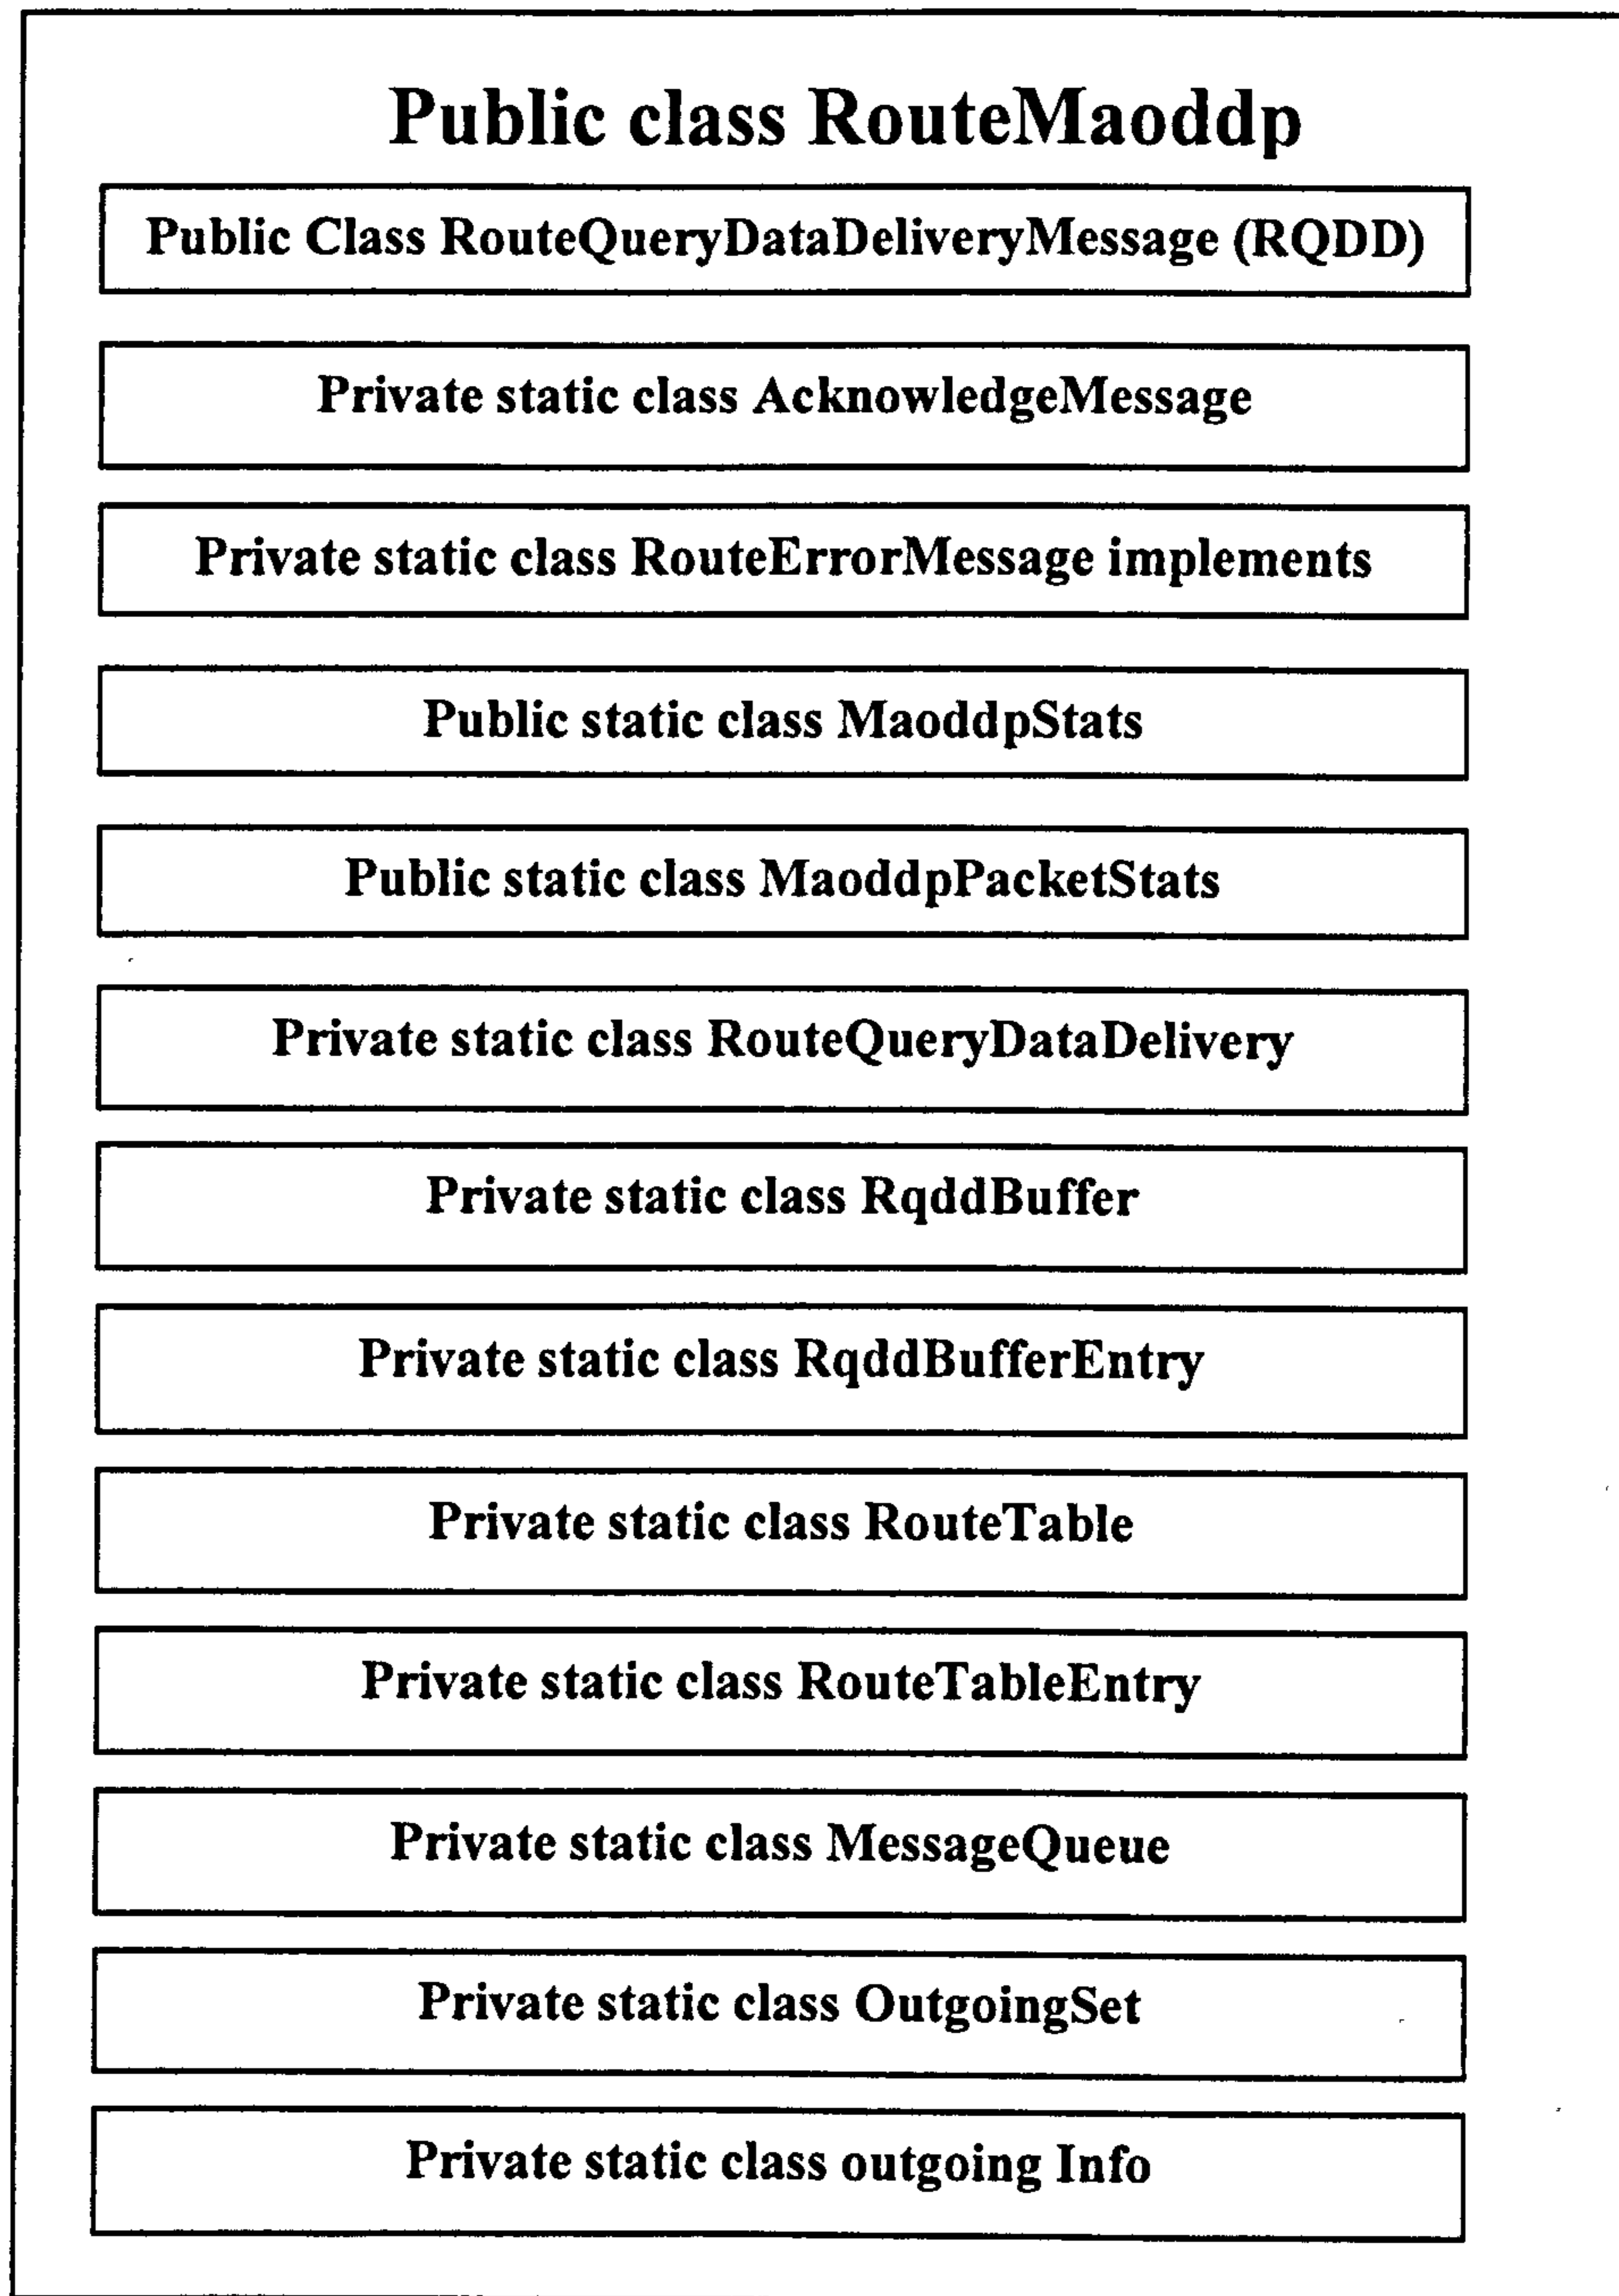 Public class RouteMaoddp
Public Class RouteQueryDataDeliveryMessage (RQDD)
Private static class AcknowledgeMessage
Private static class RouteErrorMessage implements
Public static class MaoddpStats
Public static class MaoddpPacketStats
Private static class RouteQueryDataDelivery
Private static class RqddBuffer
Private static class RqddBufferEntry
Private static class RouteTable
Private static class RouteTableEntry
Private static class MessageQueue
Private static class OutgoingSet
Private static class outgoing Info